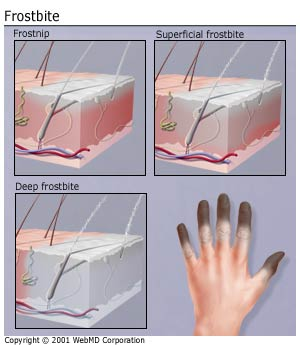 Frostbite
Frostnip
Superficial frostbite
Deep frostbite
Copyright © 2001 WebMD Corporation